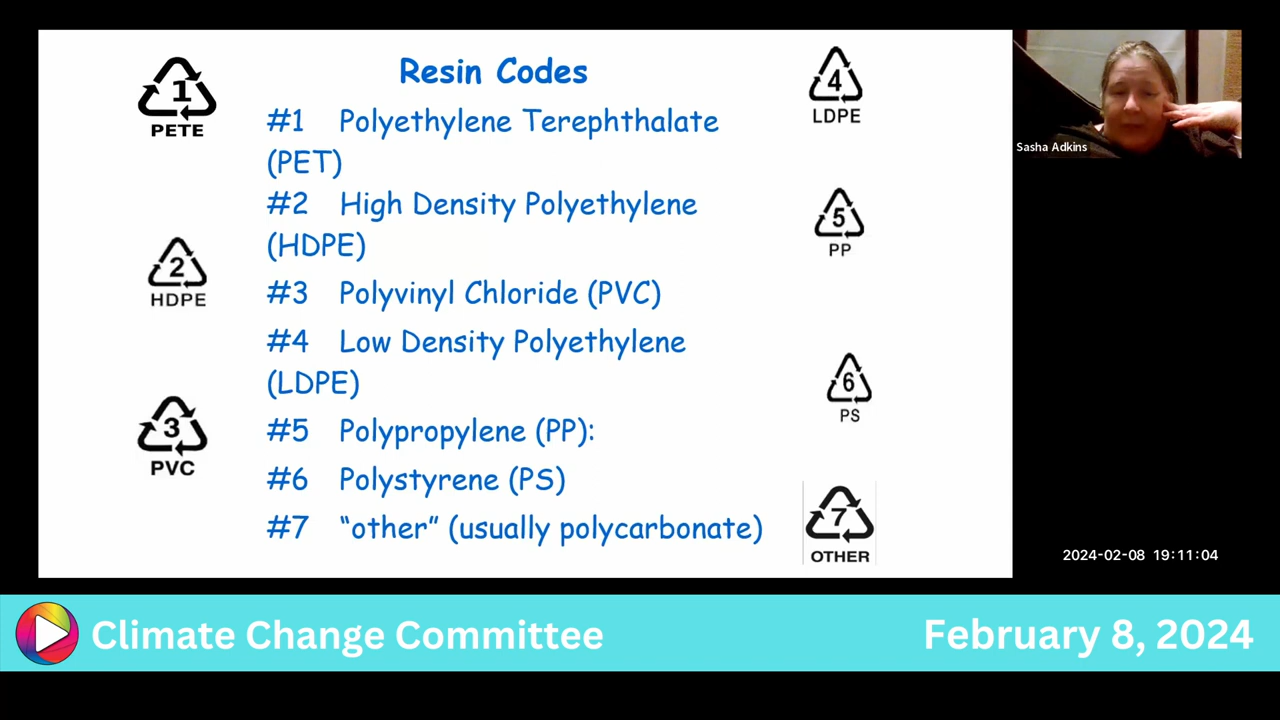 Resin Codes
1
PETE
#1 Polyethylene Terephthalate
(PET)
4
LDPE
#2 High Density Polyethylene
(HDPE)
5
PP
2
HDPE
#3 Polyvinyl Chloride (PVC)
#4 Low Density Polyethylene
(LDPE)
6
PS
3
PVC
#5 Polypropylene (PP):
#6 Polystyrene (PS)
#7 “other” (usually polycarbonate)
7
OTHER
Sasha Adkins
2024-02-08 19:11:04
Climate Change Committee
February 8, 2024